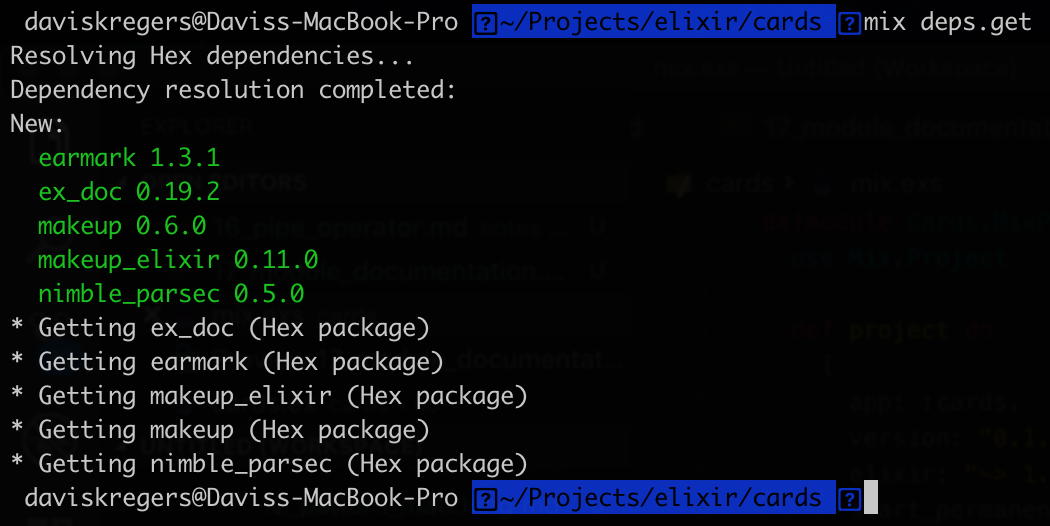 daviskregers@Daviss-MacBook-Pro ~/Projects/elixir/cards mix deps.get
Resolving Hex dependencies...
Dependency resolution completed:
New:
  earmark 1.3.1
  ex_doc 0.19.2
  makeup 0.6.0
  makeup_elixir 0.11.0
  nimble_parsec 0.5.0
* Getting ex_doc (Hex package)
* Getting earmark (Hex package)
* Getting makeup_elixir (Hex package)
* Getting makeup (Hex package)
* Getting nimble_parsec (Hex package)
daviskregers@Daviss-MacBook-Pro ~/Projects/elixir/cards